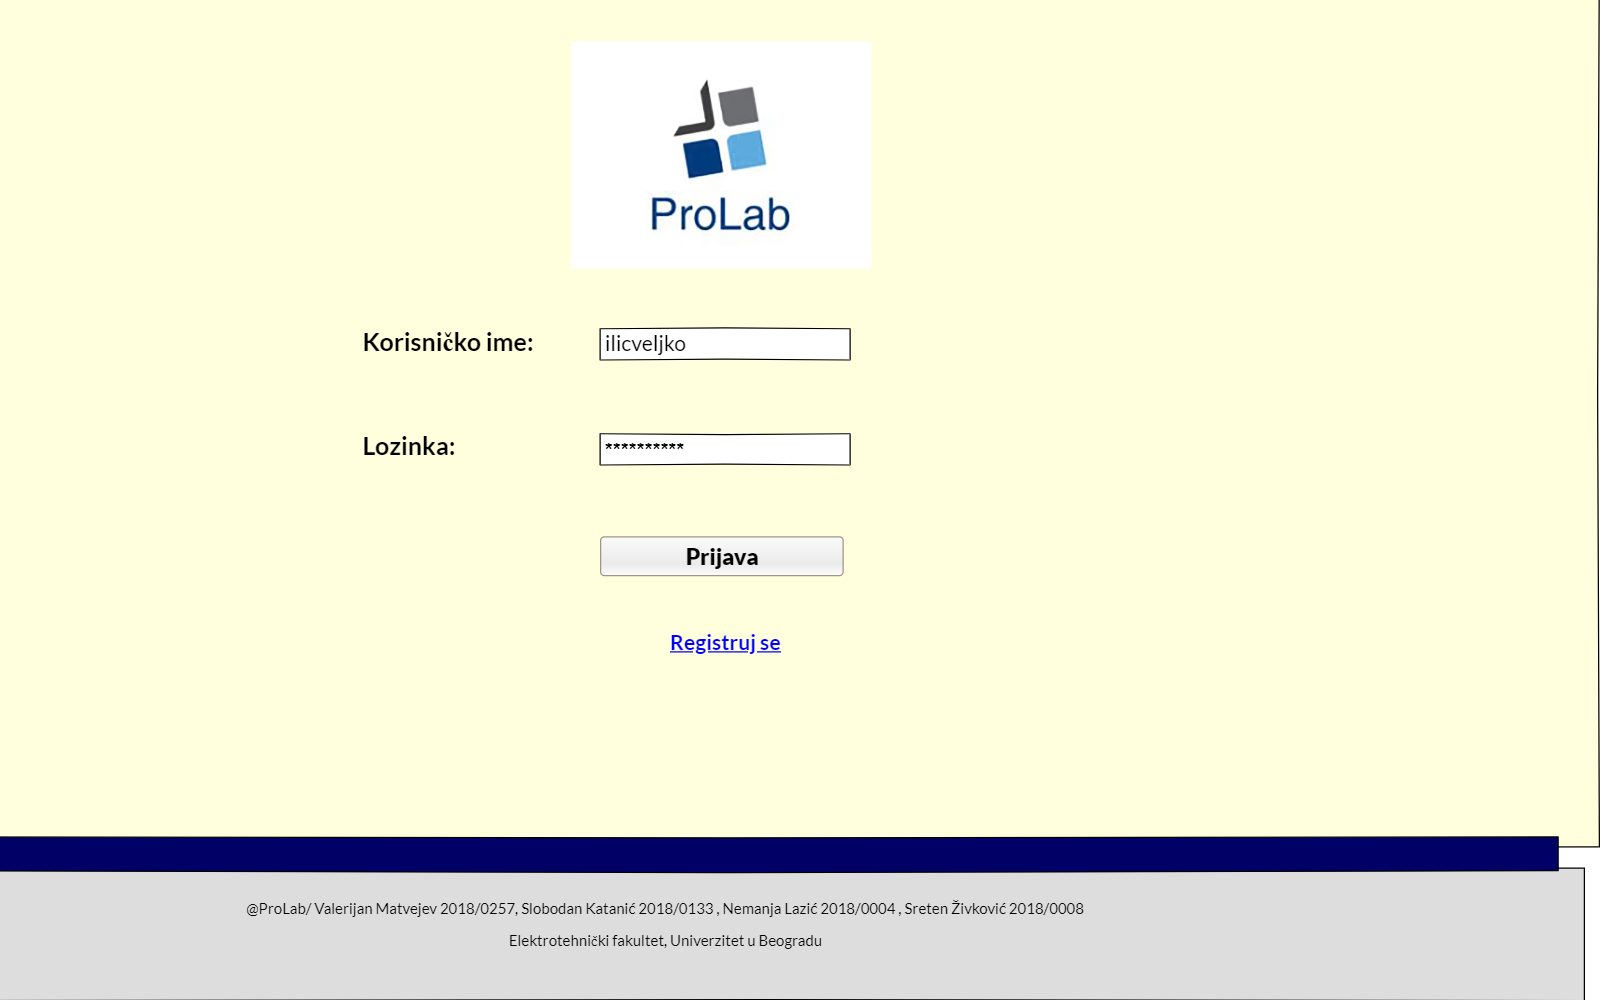 ProLab
Korisničko ime:
ilicveljko
Lozinka:
**********
Prijava
Registruj se
@ProLab/ Valerijan Matvejev 2018/0257, Slobodan Katanić 2018/0133 , Nemanja Lazić 2018/0004 , Sreten Živković 2018/0008
Elektrotehnički fakultet, Univerzitet u Beogradu